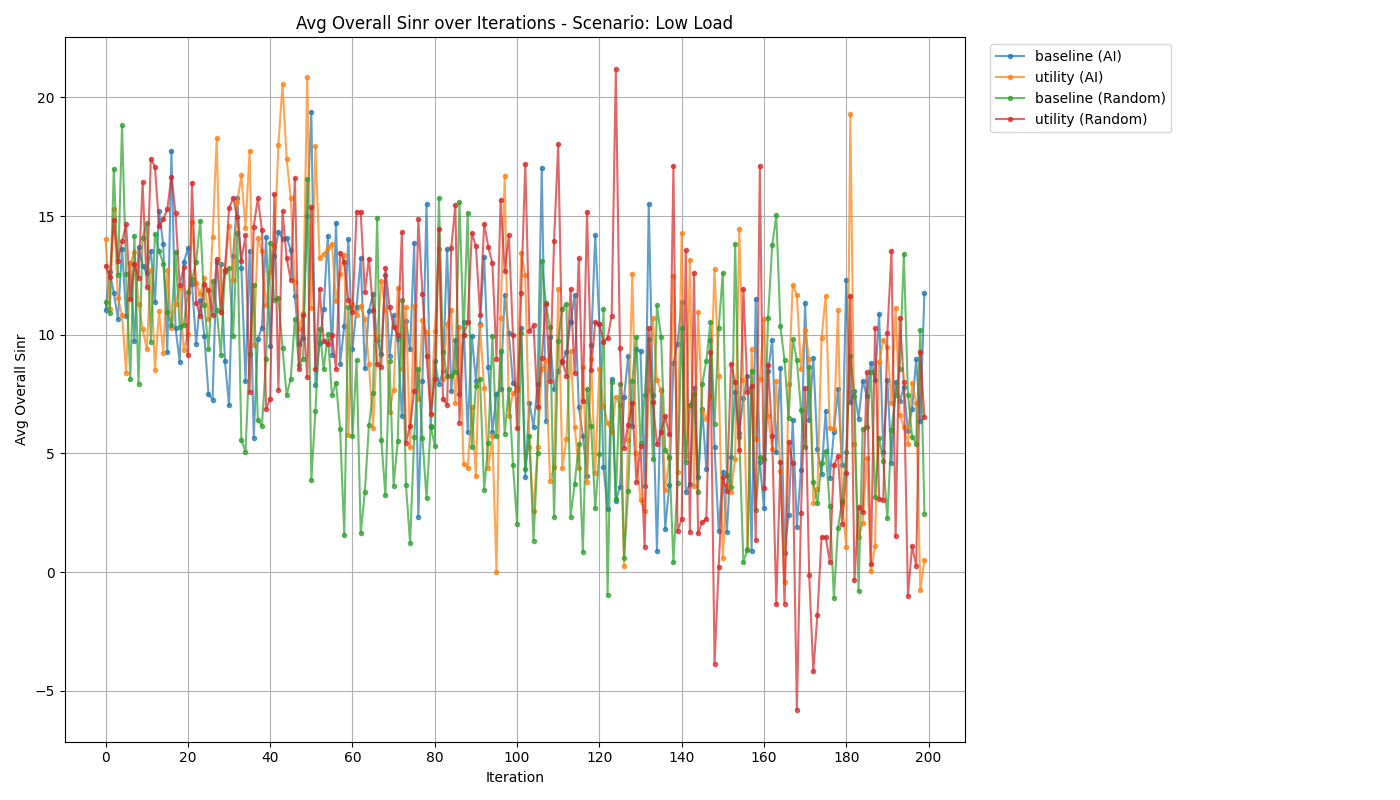 Avg Overall Sinr over Iterations - Scenario: Low Load
baseline (AI)
utility (AI)
baseline (Random)
utility (Random)
Avg Overall Sinr
20
15
10
5
0
−5
0 20 40 60 80 100 120 140 160 180 200
Iteration